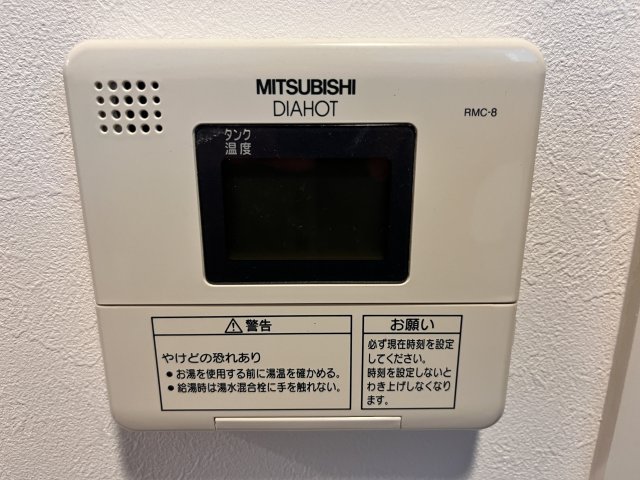 MITSUBISHI
DIAHOT
RMC-8
タンク
温度
⚠警告
やけどの恐れあり
●お湯を使用する前に湯温を確かめる。
●給湯時は湯水混合栓に手を触れない。
お願い
必ず現在時刻を設定
してください。
時刻を設定しないと
わき上げしなくなり
ます。